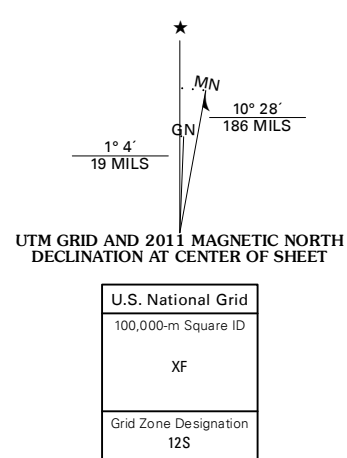 MN
10° 28´
186 MILS
GN
1° 4´
19 MILS
UTM GRID AND 2011 MAGNETIC NORTH
DECLINATION AT CENTER OF SHEET
U.S. National Grid
100,000-m Square ID
XF
Grid Zone Designation
12S